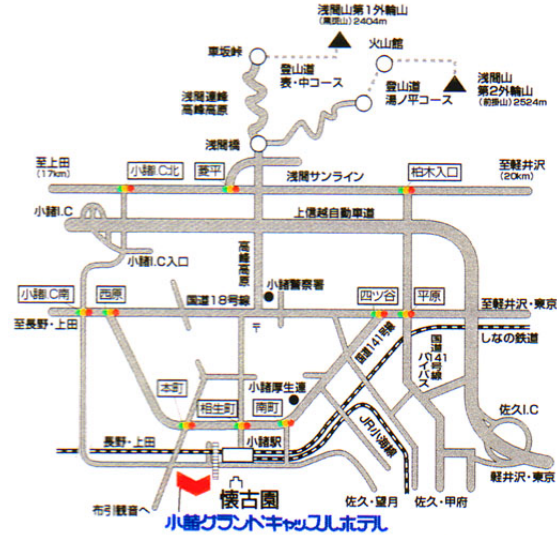 浅間山第1外輪山
(黒斑山)2404m
車坂峠
火山館
登山道
表・中コース
登山道
湯ノ平コース
浅間山
第2外輪山
(前掛山)2524m
浅間連峰
高峰高原
浅間橋
至上田
(17km)
小諸I.C北
菱平
浅間サンライン
柏木入口
至軽井沢
(20km)
小諸I.C
上信越自動車道
小諸I.C入口
高峰高原
小諸警察署
小諸I.C南
西原
国道18号線
四ツ谷
平原
至軽井沢・東京
至長野・上田
〒
国道141号線
しなの鉄道
国道141号線
バイパス
本町
相生町
南町
小諸厚生連
佐久I.C
長野・上田
小諸駅
JR小海線
軽井沢・東京
布引観音へ
懐古園
佐久・望月
佐久・甲府
小諸グランドキャッスルホテル